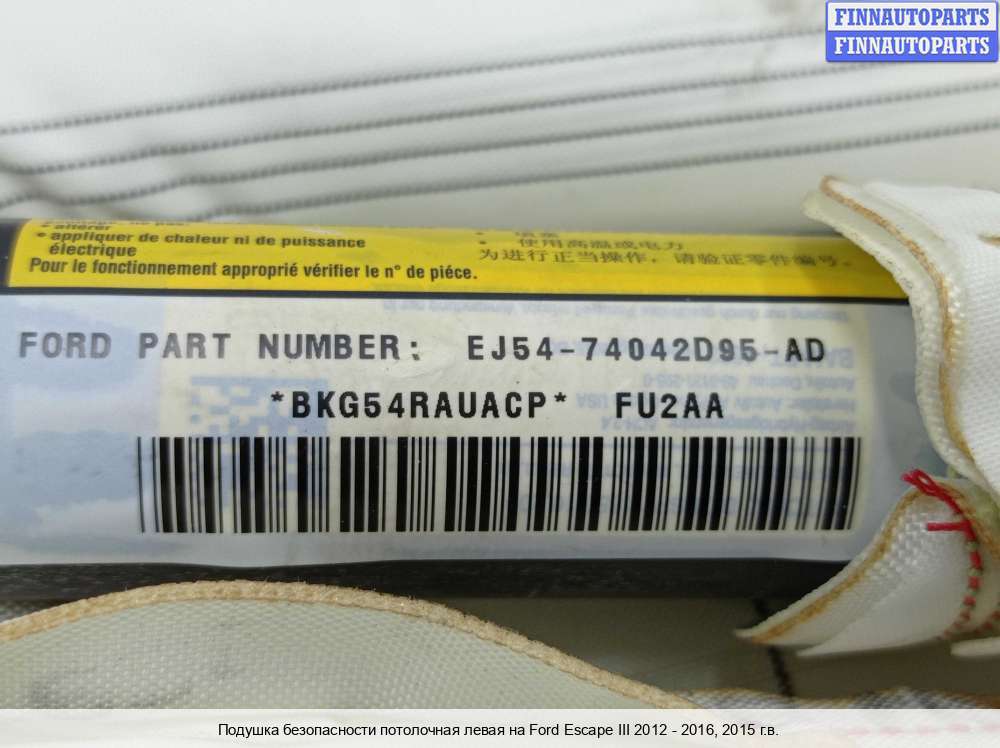 FINNAUTOPARTS
FINNAUTOPARTS
• altérer
• appliquer de chaleur ni de puissance
électrique
Pour le fonctionnement approprié vérifier le n° de piéce.
• 使用高温或电力
为进行正当操作，请验证零件编号。
FORD PART NUMBER: EJ54-74042D95-AD
*BKG54RAUACP* FU2AA
Подушка безопасности потолочная левая на Ford Escape III 2012 - 2016, 2015 г.в.